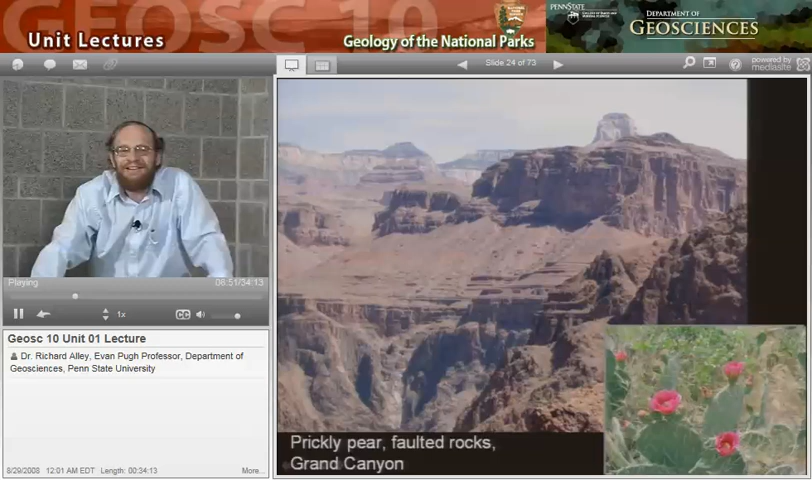 GEOSC 10
Unit Lectures
Geology of the National Parks
PENNSTATE
DEPARTMENT OF
GEOSCIENCES
Slide 24 of 73
powered by
mediasite
Playing
06:51/34:13
1x
CC
Geosc 10 Unit 01 Lecture
Dr. Richard Alley, Evan Pugh Professor, Department of
Geosciences, Penn State University
8/29/2008 12:01 AM EDT Length: 00:34:13 More...
Prickly pear, faulted rocks,
Grand Canyon